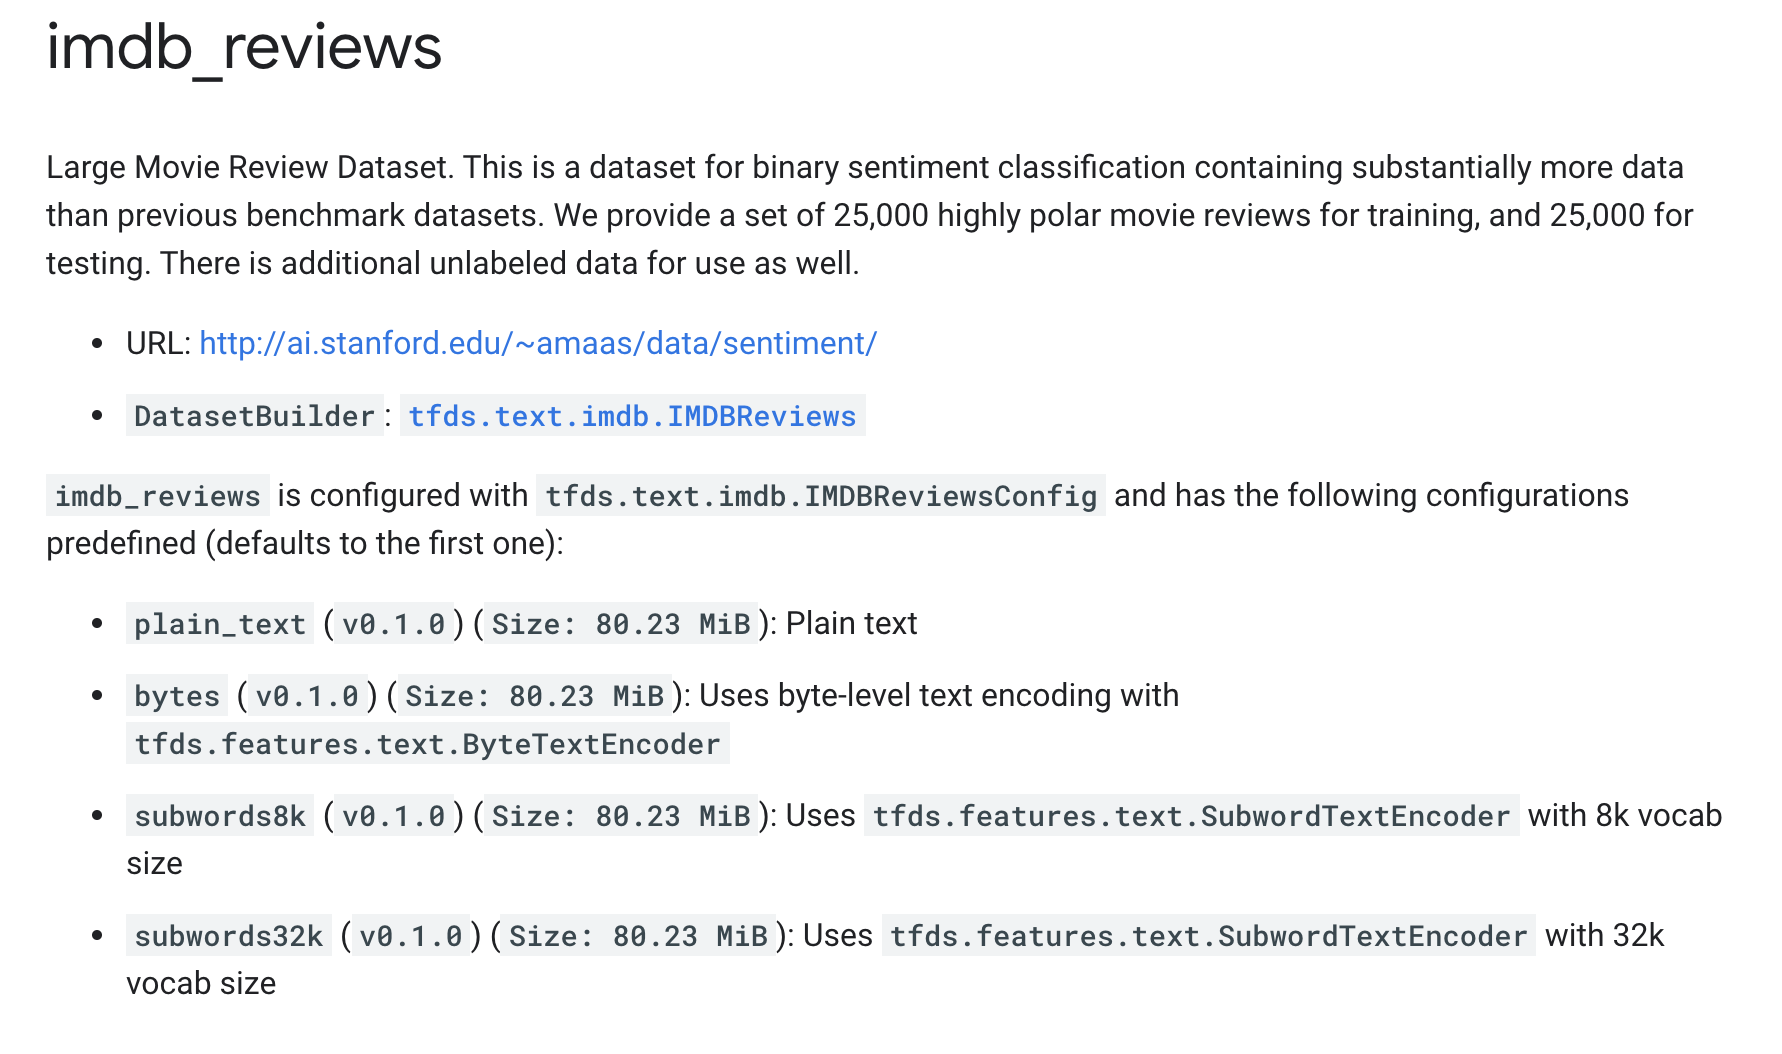 imdb_reviews
Large Movie Review Dataset. This is a dataset for binary sentiment classification containing substantially more data
than previous benchmark datasets. We provide a set of 25,000 highly polar movie reviews for training, and 25,000 for
testing. There is additional unlabeled data for use as well.
• URL: http://ai.stanford.edu/~amaas/data/sentiment/
• DatasetBuilder: tfds.text.imdb.IMDBReviews
imdb_reviews is configured with tfds.text.imdb.IMDBReviewsConfig and has the following configurations
predefined (defaults to the first one):
• plain_text (v0.1.0) (Size: 80.23 MiB): Plain text
• bytes (v0.1.0) (Size: 80.23 MiB): Uses byte-level text encoding with
tfds.features.text.ByteTextEncoder
• subwords8k (v0.1.0) (Size: 80.23 MiB): Uses tfds.features.text.SubwordTextEncoder with 8k vocab
size
• subwords32k (v0.1.0) (Size: 80.23 MiB): Uses tfds.features.text.SubwordTextEncoder with 32k
vocab size